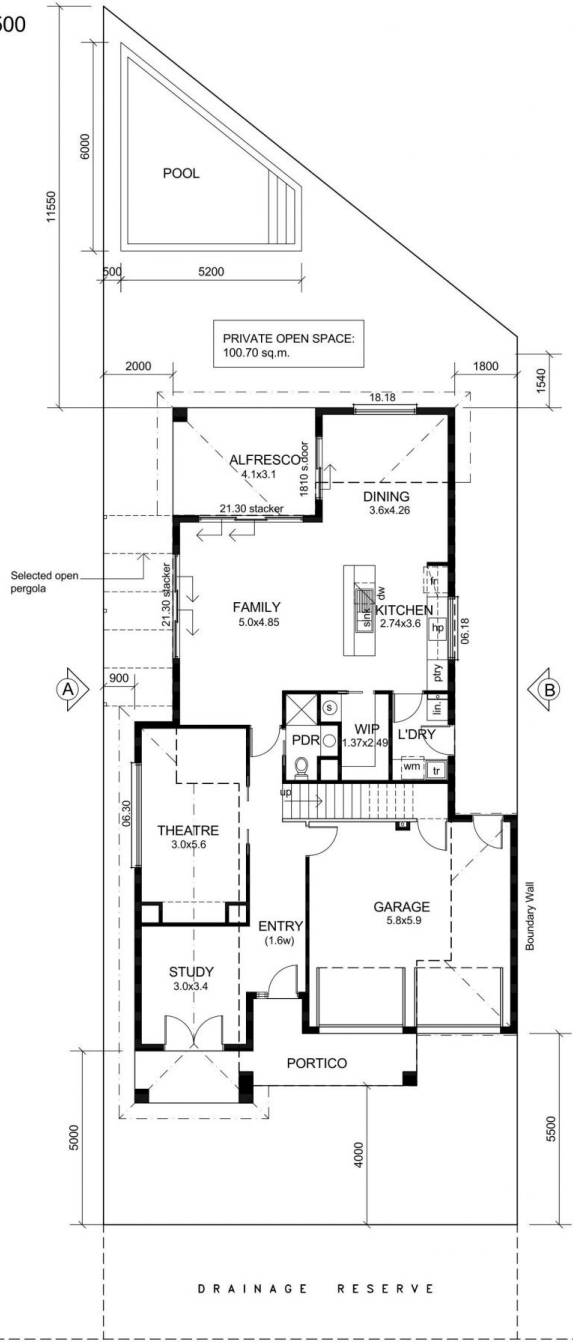 500
11550
6000
POOL
500
5200
PRIVATE OPEN SPACE:
100.70 sq.m.
2000
1800
1540
18.18
ALFRESCO
4.1x3.1
1810 s.door
DINING
3.6x4.26
21.30 stacker
Selected open
pergola
21.30 stacker
FAMILY
5.0x4.85
sink
dw
KITCHEN
2.74x3.6
fr
hp
ptry
06.18
A
900
B
S
PDR
WIP
1.37x2.49
L'DRY
lin.
wm
tr
up
06.30
THEATRE
3.0x5.6
GARAGE
5.8x5.9
Boundary Wall
ENTRY
(1.6w)
STUDY
3.0x3.4
PORTICO
5000
4000
5500
DRAINAGE RESERVE